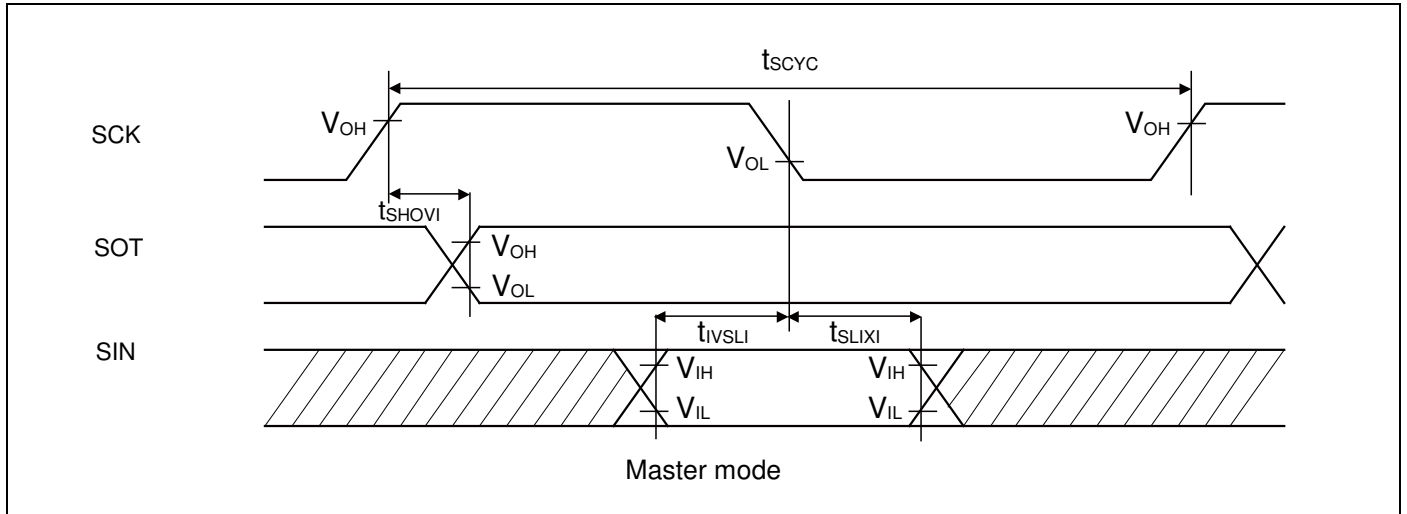 tSCYC
SCK
VOH
VOH
VOL
tSHOVI
SOT
VOH
VOL
tIVSLI
tSLIXI
SIN
VIH
VIH
VIL
VIL
Master mode